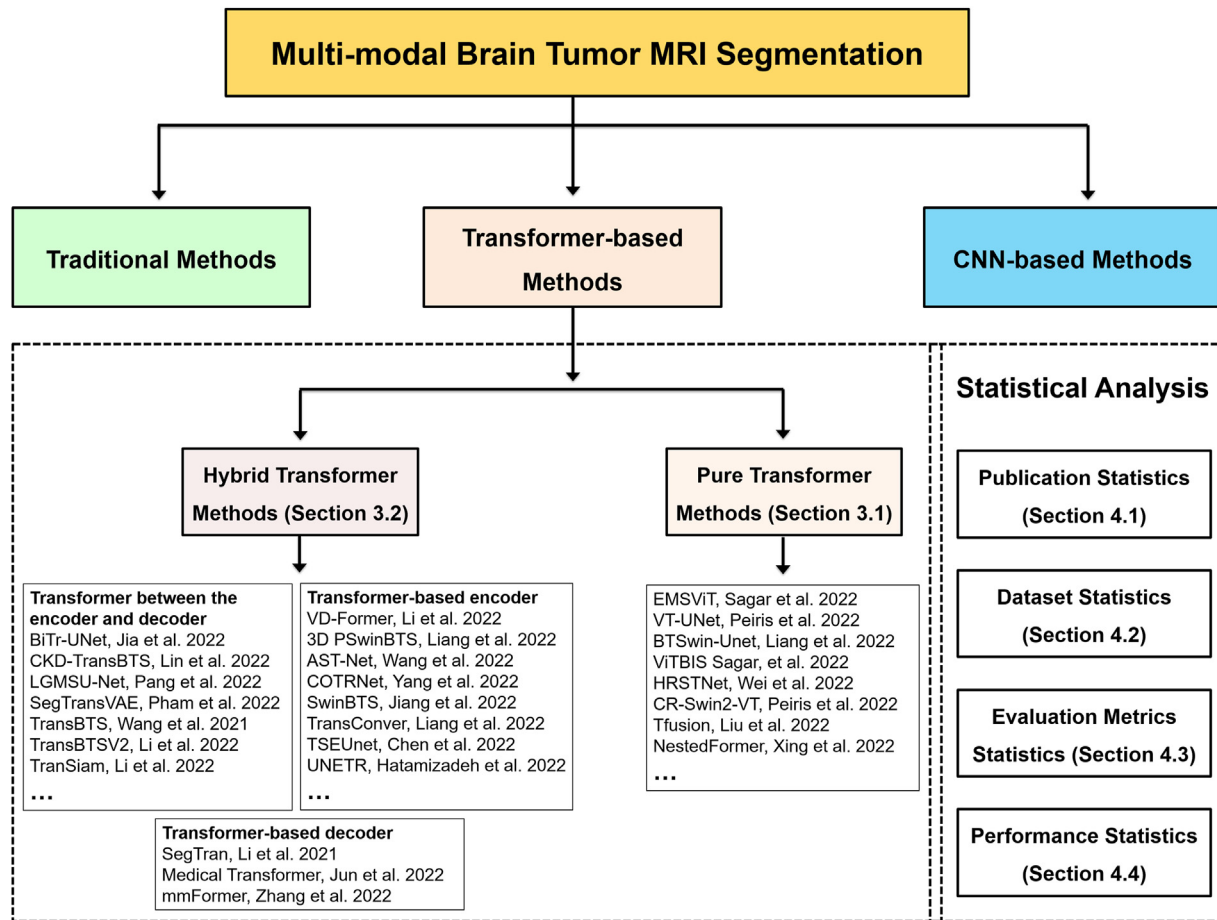 Multi-modal Brain Tumor MRI Segmentation
Traditional Methods
Transformer-based
Methods
CNN-based Methods
Hybrid Transformer
Methods (Section 3.2)
Pure Transformer
Methods (Section 3.1)
Transformer between the
encoder and decoder
BiTr-UNet, Jia et al. 2022
CKD-TransBTS, Lin et al. 2022
LGMSU-Net, Pang et al. 2022
SegTransVAE, Pham et al. 2022
TransBTS, Wang et al. 2021
TransBTSV2, Li et al. 2022
TranSiam, Li et al. 2022
...
Transformer-based encoder
VD-Former, Li et al. 2022
3D PSwinBTS, Liang et al. 2022
AST-Net, Wang et al. 2022
COTRNet, Yang et al. 2022
SwinBTS, Jiang et al. 2022
TransConver, Liang et al. 2022
TSEUnet, Chen et al. 2022
UNETR, Hatamizadeh et al. 2022
...
Transformer-based decoder
SegTran, Li et al. 2021
Medical Transformer, Jun et al. 2022
mmFormer, Zhang et al. 2022
EMSViT, Sagar et al. 2022
VT-UNet, Peiris et al. 2022
BTSwin-Unet, Liang et al. 2022
ViTBIS Sagar, et al. 2022
HRSTNet, Wei et al. 2022
CR-Swin2-VT, Peiris et al. 2022
Tfusion, Liu et al. 2022
NestedFormer, Xing et al. 2022
...
Statistical Analysis
Publication Statistics
(Section 4.1)
Dataset Statistics
(Section 4.2)
Evaluation Metrics
Statistics (Section 4.3)
Performance Statistics
(Section 4.4)